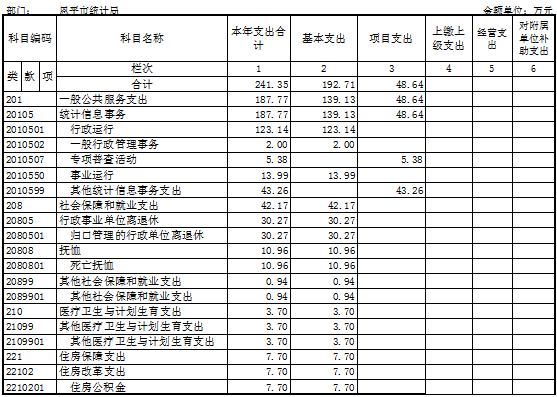 部门： 恩平市统计局 金额单位：万元
科目编码 科目名称 本年支出合计 基本支出 项目支出 上缴上级支出 经营支出 对附属单位补助支出
类 款 项 栏次 1 2 3 4 5 6
合计 241.35 192.71 48.64
201 一般公共服务支出 187.77 139.13 48.64
20105 统计信息事务 187.77 139.13 48.64
2010501 行政运行 123.14 123.14
2010502 一般行政管理事务 2.00 2.00
2010507 专项普查活动 5.38 5.38
2010550 事业运行 13.99 13.99
2010599 其他统计信息事务支出 43.26 43.26
208 社会保障和就业支出 42.17 42.17
20805 行政事业单位离退休 30.27 30.27
2080501 归口管理的行政单位离退休 30.27 30.27
20808 抚恤 10.96 10.96
2080801 死亡抚恤 10.96 10.96
20899 其他社会保障和就业支出 0.94 0.94
2089901 其他社会保障和就业支出 0.94 0.94
210 医疗卫生与计划生育支出 3.70 3.70
21099 其他医疗卫生与计划生育支出 3.70 3.70
2109901 其他医疗卫生与计划生育支出 3.70 3.70
221 住房保障支出 7.70 7.70
22102 住房改革支出 7.70 7.70
2210201 住房公积金 7.70 7.70